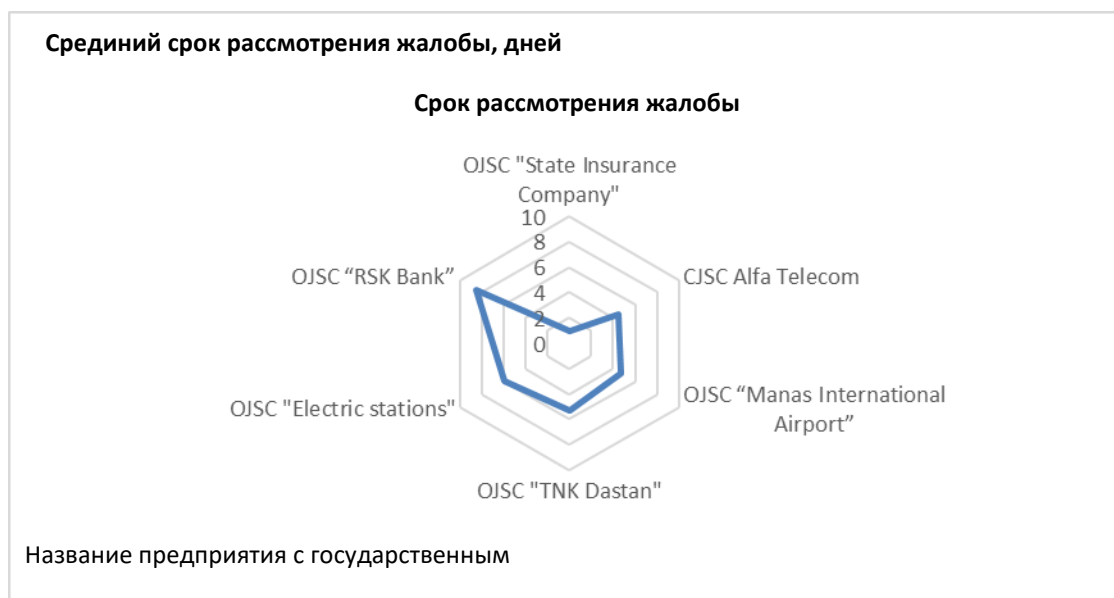 Срединий срок рассмотрения жалобы, дней
Срок рассмотрения жалобы
OJSC "State Insurance
Company"
10
8
6
4
2
0
CJSC Alfa Telecom
OJSC “Manas International
Airport”
OJSC "TNK Dastan"
OJSC "Electric stations"
OJSC “RSK Bank”
Название предприятия с государственным